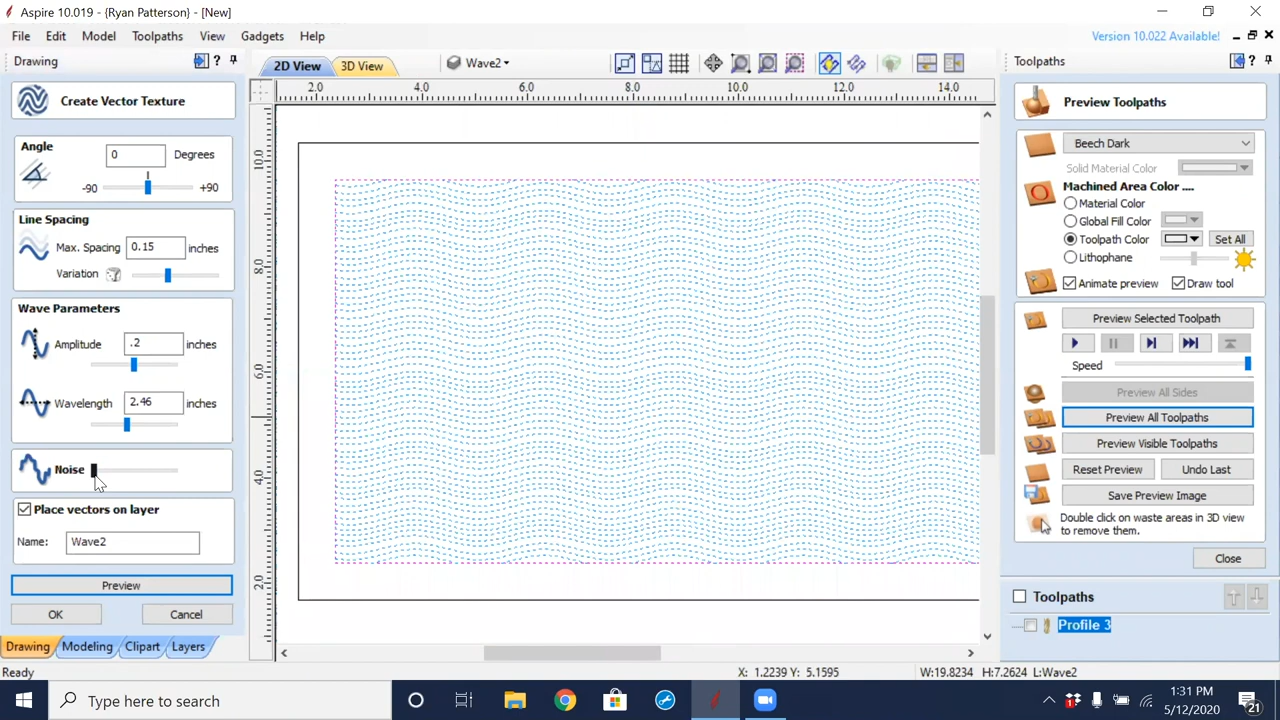 Aspire 10.019 - {Ryan Patterson} - [New]
File Edit Model Toolpaths View Gadgets Help
Version 10.022 Available!
Drawing
?
2D View
3D View
Wave2
Toolpaths
?
Create Vector Texture
2.0 4.0 6.0 8.0 10.0 12.0 14.0
Preview Toolpaths
Angle
0
Degrees
-90
+90
Beech Dark
Solid Material Color
Machined Area Color ....
Material Color
Global Fill Color
Toolpath Color
Set All
Lithophane
Animate preview
Draw tool
Line Spacing
Max. Spacing 0.15 inches
Variation
10.0
8.0
6.0
4.0
2.0
Wave Parameters
Amplitude .2 inches
Wavelength 2.46 inches
Preview Selected Toolpath
Speed
Preview All Sides
Preview All Toolpaths
Preview Visible Toolpaths
Reset Preview
Undo Last
Save Preview Image
Double click on waste areas in 3D view
to remove them.
Close
Noise
Place vectors on layer
Name: Wave2
Preview
OK
Cancel
Drawing Modeling Clipart Layers
Toolpaths
Profile 3
Ready
X: 1.2239 Y: 5.1595
W:19.8234 H:7.2624 L:Wave2
Type here to search
1:31 PM
5/12/2020
21